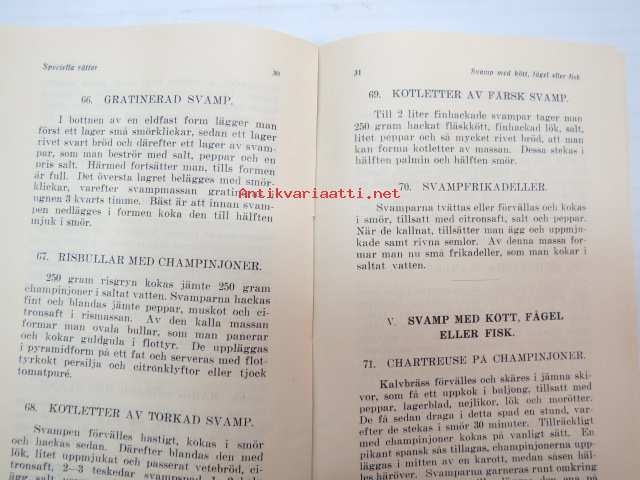 Speciella rätter 30
66. GRATINERAD SVAMP.
I bottnen av en eldfast form lägger man
först ett lager små smörklickar, sedan ett lager
rivet svart bröd och därefter ett lager av svam-
par, som man beströr med salt, peppar och en
pris salt. Härmed fortsätter man, tills formen
är full. Det översta lagret belägges med smör-
klickar, varefter svampmassan gratineras
ugnen 3 kvarts timme. Bäst är att innan svam-
pen nedlägges i formen koka den till hälften
mjuk i smör.
67. RISBULLAR MED CHAMPINJONER.
250 gram risgryn kokas jämte 250 gram
champinjoner i saltat vatten. Svamparna hackas
fint och blandas jämte peppar, muskot och ci-
tronsaft i rismassan. Av den kalla massan
formar man ovala bullar, som man panerar
och kokar guldgula i flottyr. De uppläggas
i pyramidform på ett fat och serveras med flot-
tyrkokt persilja och citronklyftor eller tjock
tomatpuré.
68. KOTLETTER AV TORKAD SVAMP.
Svampen förvälles hastigt, kokas i smör
och hackas sedan. Därefter blandas den med
lök, litet uppmjukat och passerat vetebröd, ci-
tronsaft, 2—3 teskedar svampspad
ägg, salt
31 Svamp med kött, fågel eller fisk
69. KOTLETTER AV FÄRSK SVAMP.
Till 2 liter finhackade svampar tager man
250 gram hackat fläskkött, finhackad lök, salt,
litet peppar och så mycket rivet bröd, att man
kan forma kotletter av massan. Dessa stekas i
hälften palmin och hälften smör.
70. SVAMPFRIKADELLER.
Svamparna tvättas eller förvällas och kokas
i smör, tillsatt med citronsaft, salt och peppar.
När de kallnat, tillsätter man ägg och uppmju-
kade samt rivna semlor. Av denna massa for-
mar man nu små frikadeller, som man kokar i
saltat vatten.
V. SVAMP MED KÖTT, FÅGEL
ELLER FISK.
71. CHARTREUSE PÅ CHAMPINJONER.
Kalvbräss förvälles och skäres i jämna ski-
vor, som få ett uppkok i buljong, tillsatt med
peppar, lagerblad, nejlikor, lök och morötter.
De få sedan draga i detta spad en stund, var-
efter de stekas i smör 30 minuter. Tillräckligt
med champinjoner kokas på vanligt sätt. En
pikant spansk sås tillagas, champinjonerna
läggas i mitten av en karott, medan såsen hälles
häröver. Svamparna garneras runt omkring
Antikvariaatti.net